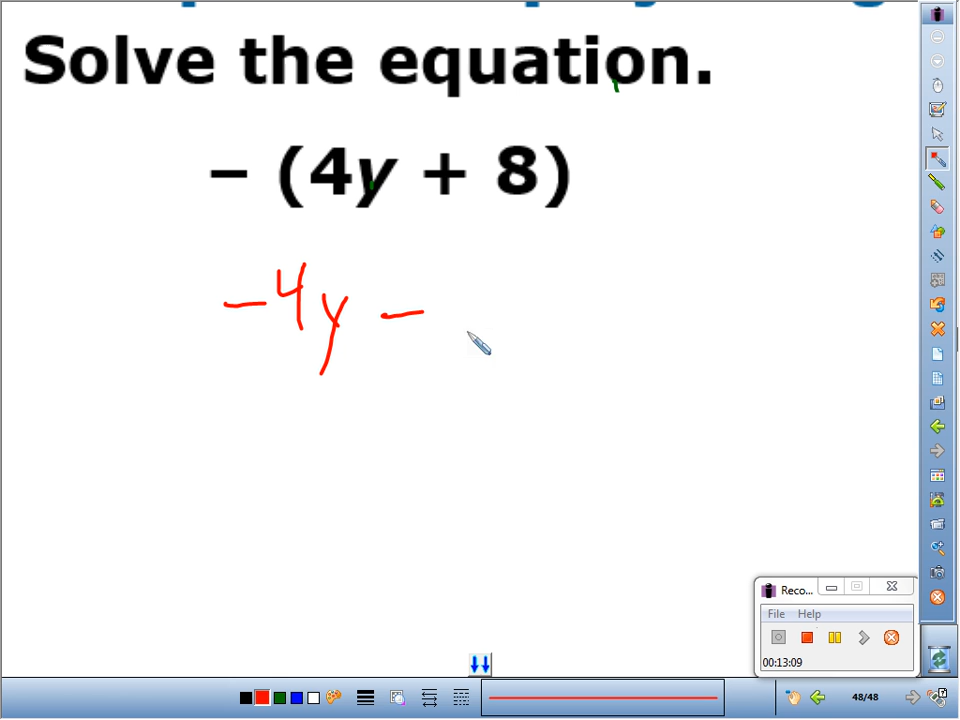 Solve the equation.
– (4y + 8)
-4y -
Reco...
File Help
00:13:09
48/48